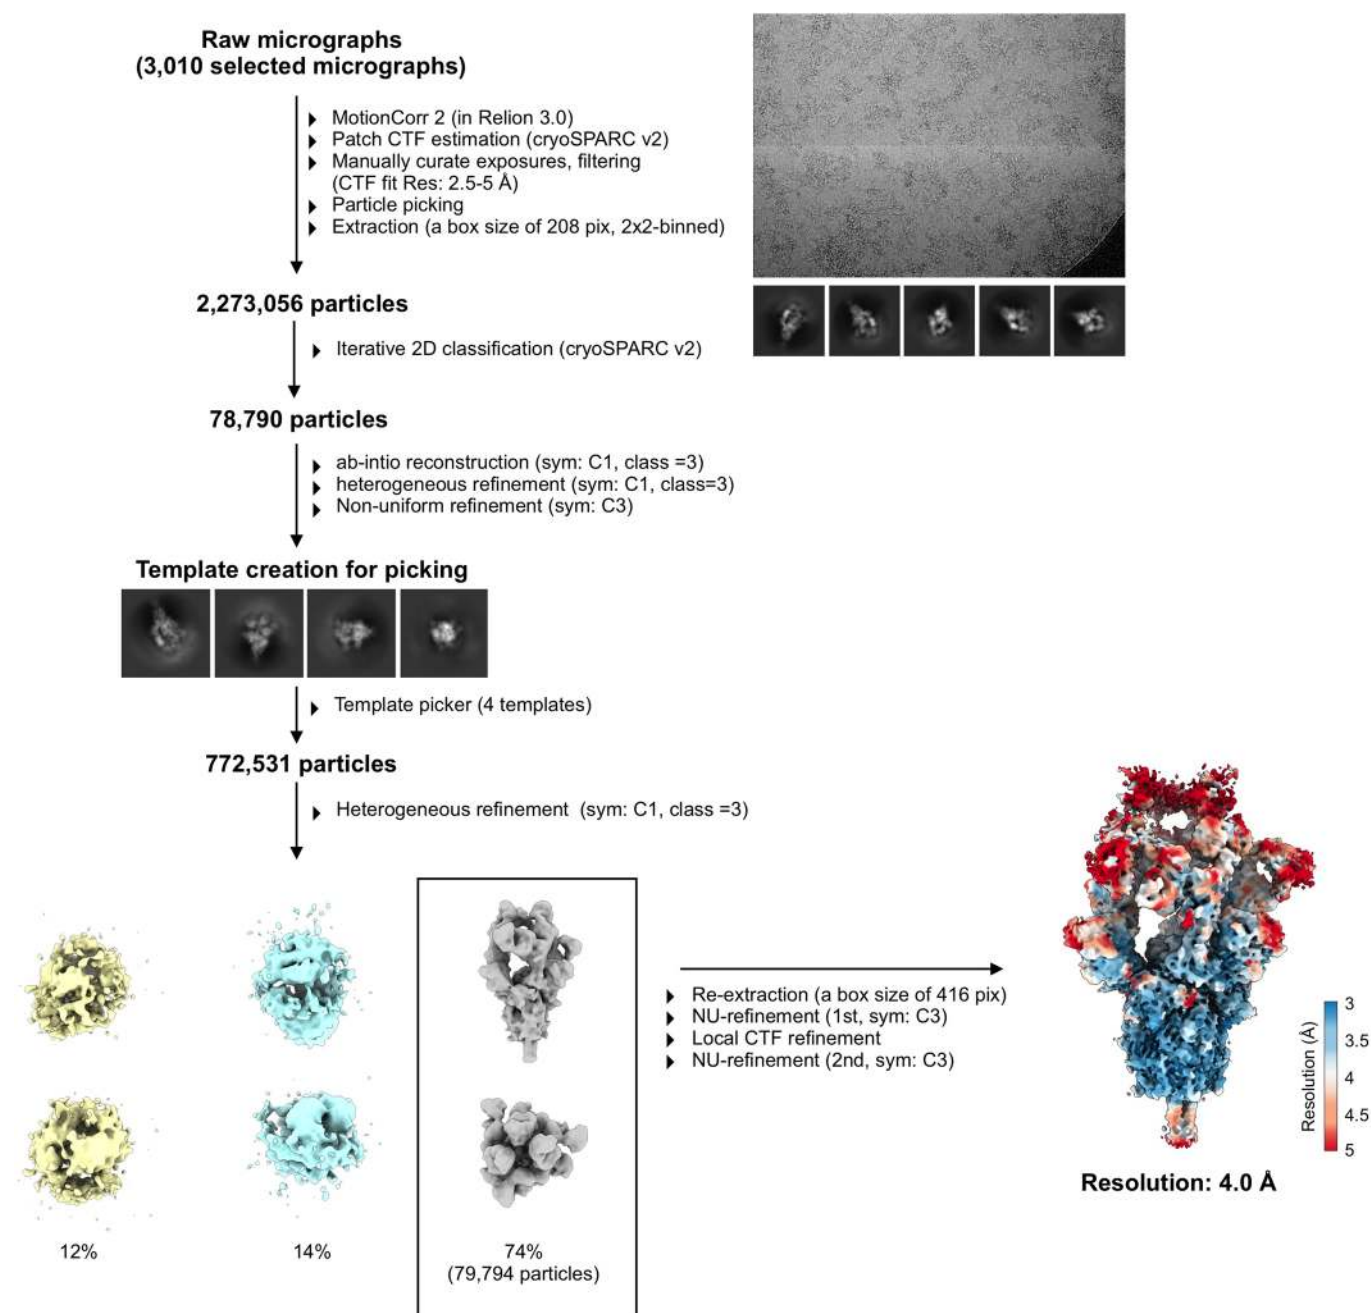 Raw micrographs
(3,010 selected micrographs)
MotionCorr 2 (in Relion 3.0)
Patch CTF estimation (cryoSPARC v2)
Manually curate exposures, filtering
(CTF fit Res: 2.5-5 Å)
Particle picking
Extraction (a box size of 208 pix, 2x2-binned)
2,273,056 particles
Iterative 2D classification (cryoSPARC v2)
78,790 particles
ab-intio reconstruction (sym: C1, class =3)
heterogeneous refinement (sym: C1, class=3)
Non-uniform refinement (sym: C3)
Template creation for picking
Template picker (4 templates)
772,531 particles
Heterogeneous refinement (sym: C1, class =3)
12%
14%
74%
(79,794 particles)
Re-extraction (a box size of 416 pix)
NU-refinement (1st, sym: C3)
Local CTF refinement
NU-refinement (2nd, sym: C3)
Resolution (Å)
3
3.5
4
4.5
5
Resolution: 4.0 Å